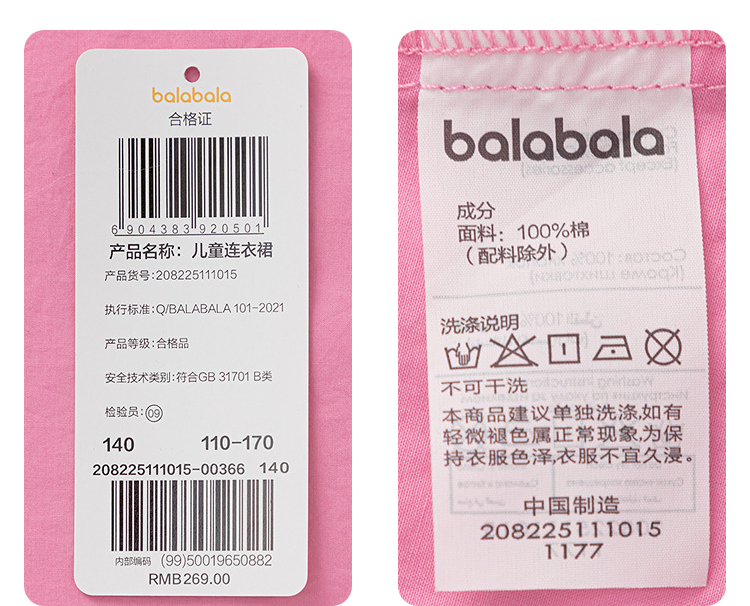 balabala
合格证
6 904383 920501
产品名称：儿童连衣裙
产品货号：208225111015
执行标准：Q/BALABALA 101-2021
产品等级：合格品
安全技术类别：符合GB 31701 B类
检验员：09
140 110-170
208225111015-00366 140
内部编码 (99)50019650882
RMB269.00
balabala
成分
面料：100%棉
（配料除外）
洗涤说明
不可干洗
本商品建议单独洗涤，如有
轻微褪色属正常现象，为保
持衣服色泽，衣服不宜久浸。
中国制造
208225111015
1177